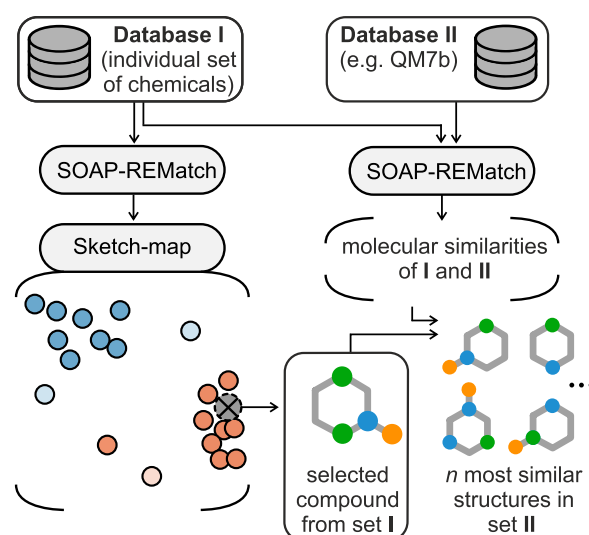 Database I
(individual set
of chemicals)
Database II
(e.g. QM7b)
SOAP-REMatch
SOAP-REMatch
Sketch-map
molecular similarities
of I and II
...
selected
compound
from set I
n most similar
structures in
set II